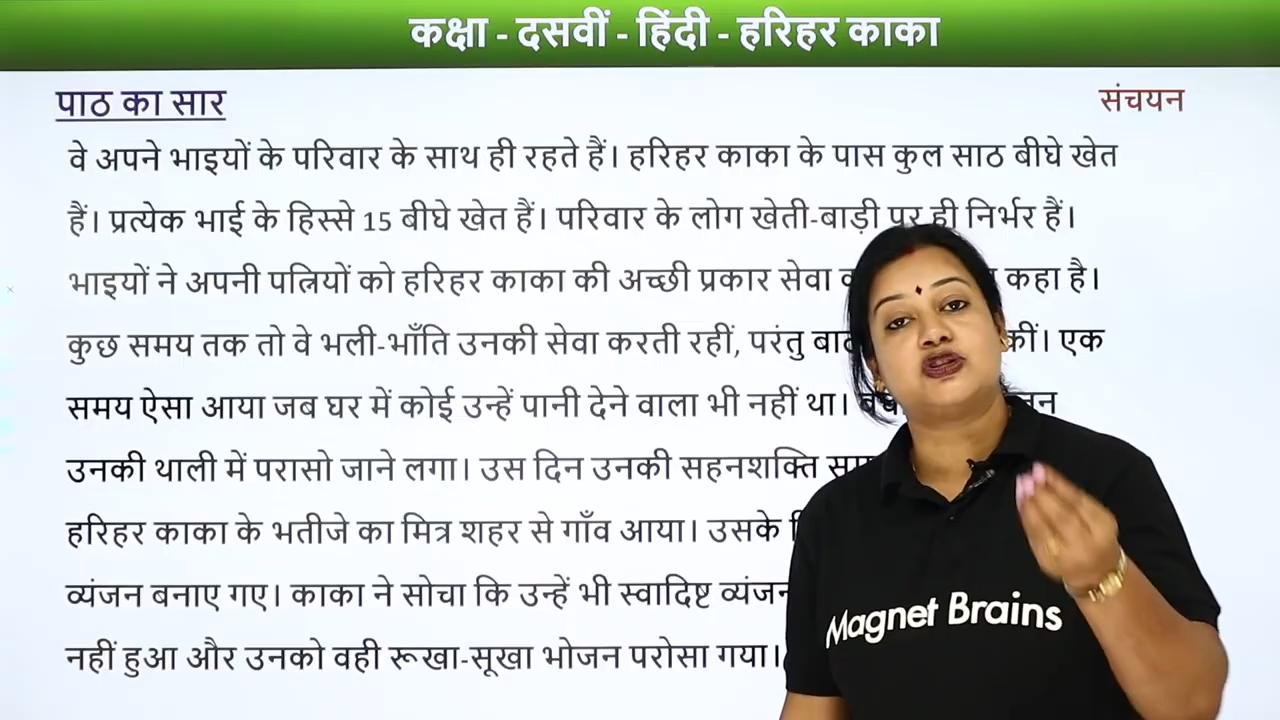 कक्षा - दसवीं - हिंदी - हरिहर काका
पाठ का सार
संचयन
वे अपने भाइयों के परिवार के साथ ही रहते हैं। हरिहर काका के पास कुल साठ बीघे खेत
हैं। प्रत्येक भाई के हिस्से 15 बीघे खेत हैं। परिवार के लोग खेती-बाड़ी पर ही निर्भर हैं।
भाइयों ने अपनी पत्नियों को हरिहर काका की अच्छी प्रकार सेवा कहा है।
कुछ समय तक तो वे भली-भाँति उनकी सेवा करती रहीं, परंतु एक
समय ऐसा आया जब घर में कोई उन्हें पानी देने वाला भी नहीं था।
उनकी थाली में परासो जाने लगा। उस दिन उनकी सहनशक्ति
हरिहर काका के भतीजे का मित्र शहर से गाँव आया। उसके
व्यंजन बनाए गए। काका ने सोचा कि उन्हें भी स्वादिष्ट
नहीं हुआ और उनको वही रूखा-सूखा भोजन परोसा गया।
Magnet Brains